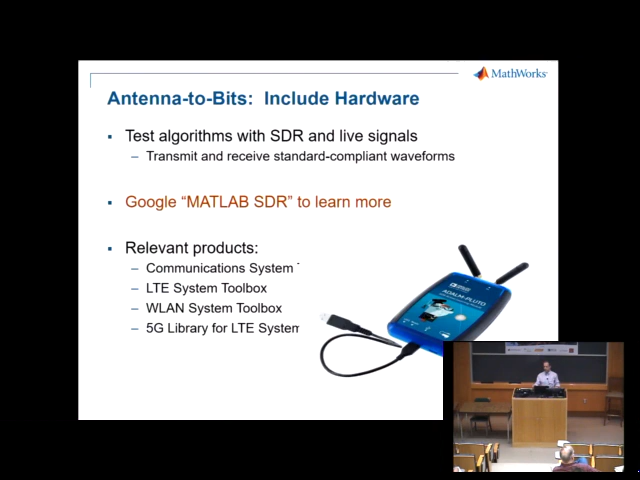 MathWorks
Antenna-to-Bits: Include Hardware
Test algorithms with SDR and live signals
– Transmit and receive standard-compliant waveforms
Google “MATLAB SDR” to learn more
Relevant products:
– Communications System
– LTE System Toolbox
– WLAN System Toolbox
– 5G Library for LTE System
ADALM-PLUTO